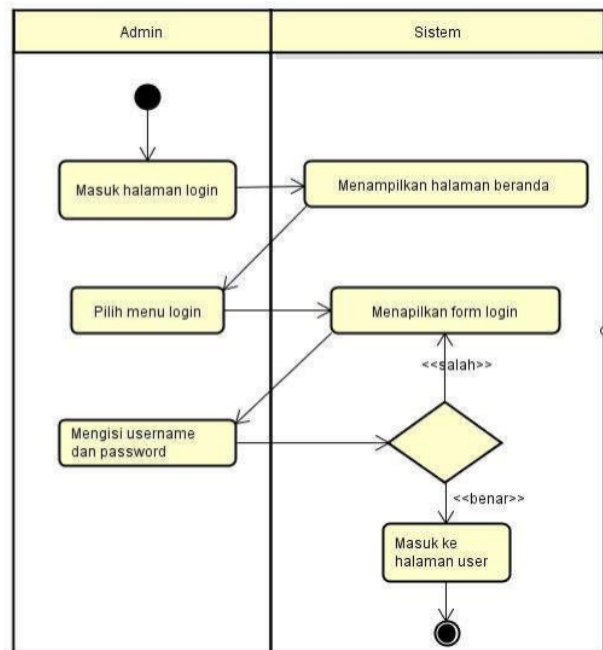 Admin
Sistem
Masuk halaman login
Menampilkan halaman beranda
Pilih menu login
Menapilkan form login
<<salah>>
Mengisi username
dan password
<<benar>>
Masuk ke
halaman user